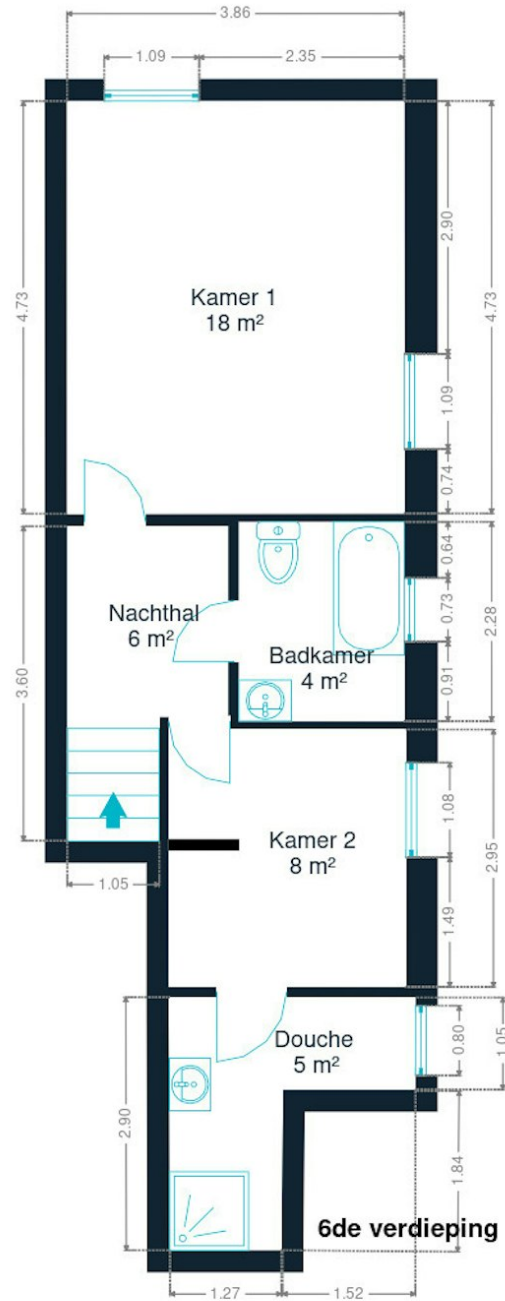 3.86
1.09
2.35
4.73
2.90
4.73
Kamer 1
18 m²
1.09
0.74
3.60
Nachthal
6 m²
Badkamer
4 m²
0.64
0.73
0.91
2.28
1.05
Kamer 2
8 m²
1.08
1.49
2.95
Douche
5 m²
0.80
1.05
2.90
1.84
6de verdieping
1.27
1.52